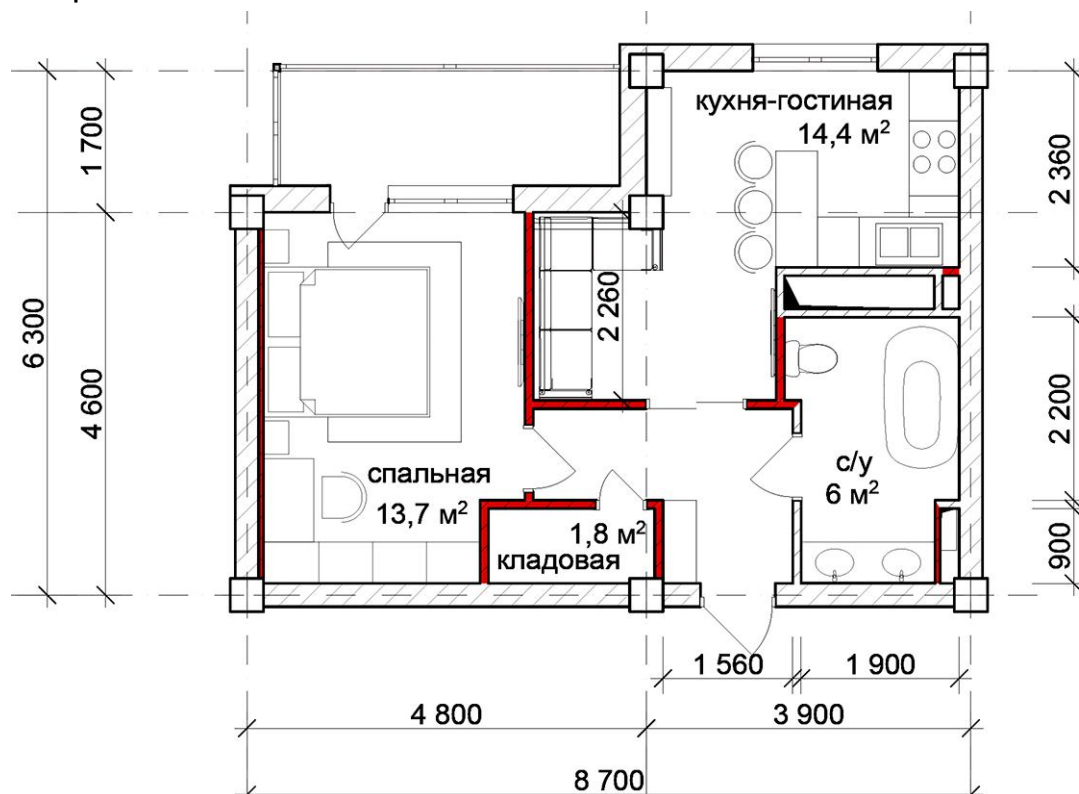 кухня-гостиная
14,4 м²
1 700
2 360
6 300
4 600
2 260
2 200
спальная
13,7 м²
с/у
6 м²
1,8 м²
кладовая
900
1 560
1 900
4 800
3 900
8 700